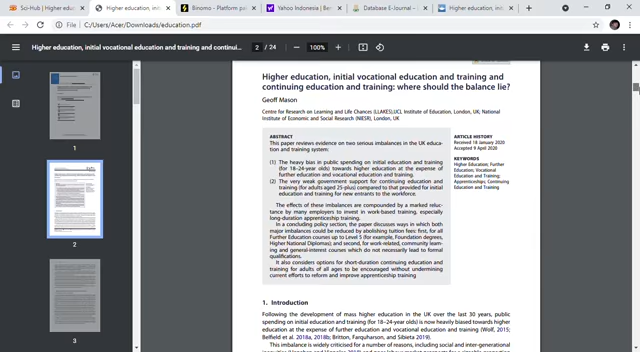 Sci-Hub | Higher educ
Higher education, in
Binomo - Platform pe
Yahoo Indonesia | Be
Database E-Journal –
File | C:/Users/Acer/Downloads/education.pdf
Higher education, initial vocational education and training and continui...
2 / 24
100%
1
2
3
Higher education, initial vocational education and training and
continuing education and training: where should the balance lie?
Geoff Mason
Centre for Research on Learning and Life Chances (LLAKES),UCL Institute of Education, London, UK; National
Institute of Economic and Social Research (NIESR), London, UK
ABSTRACT
This paper reviews evidence on two serious imbalances in the UK educa-
tion and training system:
(1) The heavy bias in public spending on initial education and training
(for 18–24-year olds) towards higher education at the expense of
further education and vocational education and training.
(2) The very weak government support for continuing education and
training (for adults aged 25-plus) compared to that provided for initial
education and training for new entrants to the workforce.
The effects of these imbalances are compounded by a marked reluc-
tance by many employers to invest in work-based training, especially
long-duration apprenticeship training.
In a concluding policy section, the paper discusses ways in which both
major imbalances could be reduced by abolishing tuition fees: first, for all
Further Education courses up to Level 5 (for example, Foundation degrees,
Higher National Diplomas) and second, for work-related, community learn-
ing and general-interest courses which do not necessarily lead to formal
qualifications.
It also considers options for short-duration continuing education and
training for adults of all ages to be encouraged without undermining
current efforts to reform and improve apprenticeship training
ARTICLE HISTORY
Received 18 January 2020
Accepted 9 April 2020
KEYWORDS
Higher Education; Further
Education; Vocational
Education and Training;
Apprenticeships; Continuing
Education and Training
1. Introduction
Following the development of mass higher education in the UK over the last 30 years, public
spending on initial education and training (for 18–24-year olds) is now heavily biased towards higher
education at the expense of further education and vocational education and training (Wolf, 2015;
Belfield et al. 2018a, 2018b; Britton, Farquharson, and Sibieta 2019).
This imbalance is widely criticised for a number of reasons, including social and inter-generational